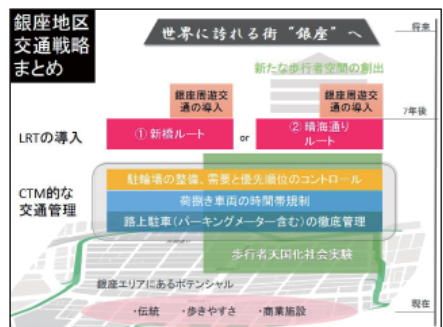 銀座地区
交通戦略
まとめ
世界に誇れる街“銀座”へ
将来
新たな歩行者空間の創出
銀座周遊交
通の導入
銀座周遊交
通の導入
7年後
LRTの導入
① 新橋ルート
or
② 晴海通り
ルート
駐輪場の整備、需要と優先順位のコントロール
CTM的な
交通管理
荷捌き車両の時間帯規制
路上駐車(パーキングメーター含む)の徹底管理
歩行者天国化社会実験
銀座エリアにあるポテンシャル
・伝統 ・歩きやすさ ・商業施設
現在